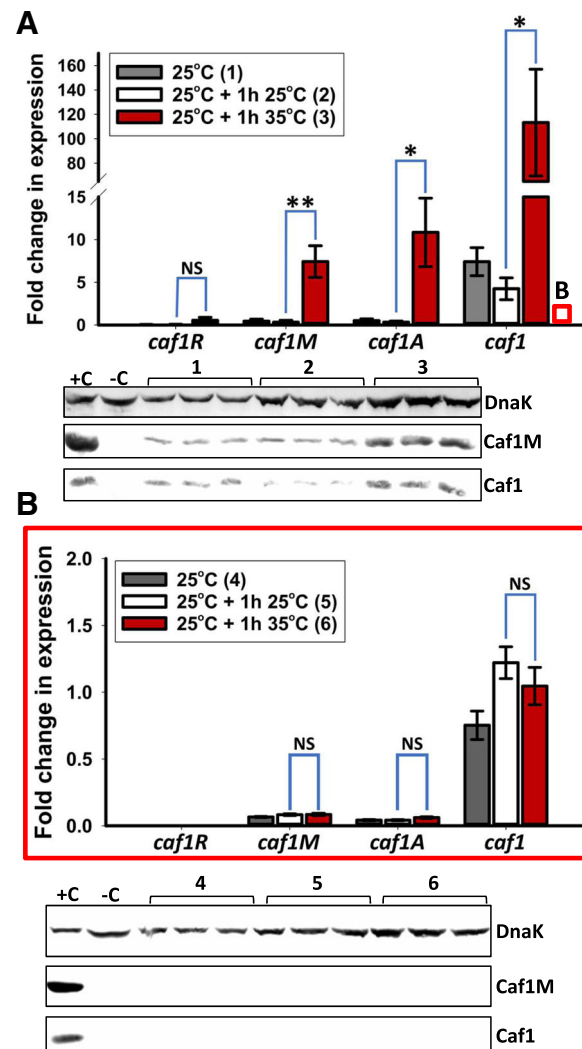 A
Fold change in expression
160
140
120
100
80
15
10
5
0
25°C (1)
25°C + 1h 25°C (2)
25°C + 1h 35°C (3)
NS
**
*
*
B
caf1R caf1M caf1A caf1
+C -C 1 2 3
DnaK
Caf1M
Caf1
B
Fold change in expression
2.0
1.5
1.0
0.5
0.0
25°C (4)
25°C + 1h 25°C (5)
25°C + 1h 35°C (6)
NS
NS
NS
caf1R caf1M caf1A caf1
+C -C 4 5 6
DnaK
Caf1M
Caf1